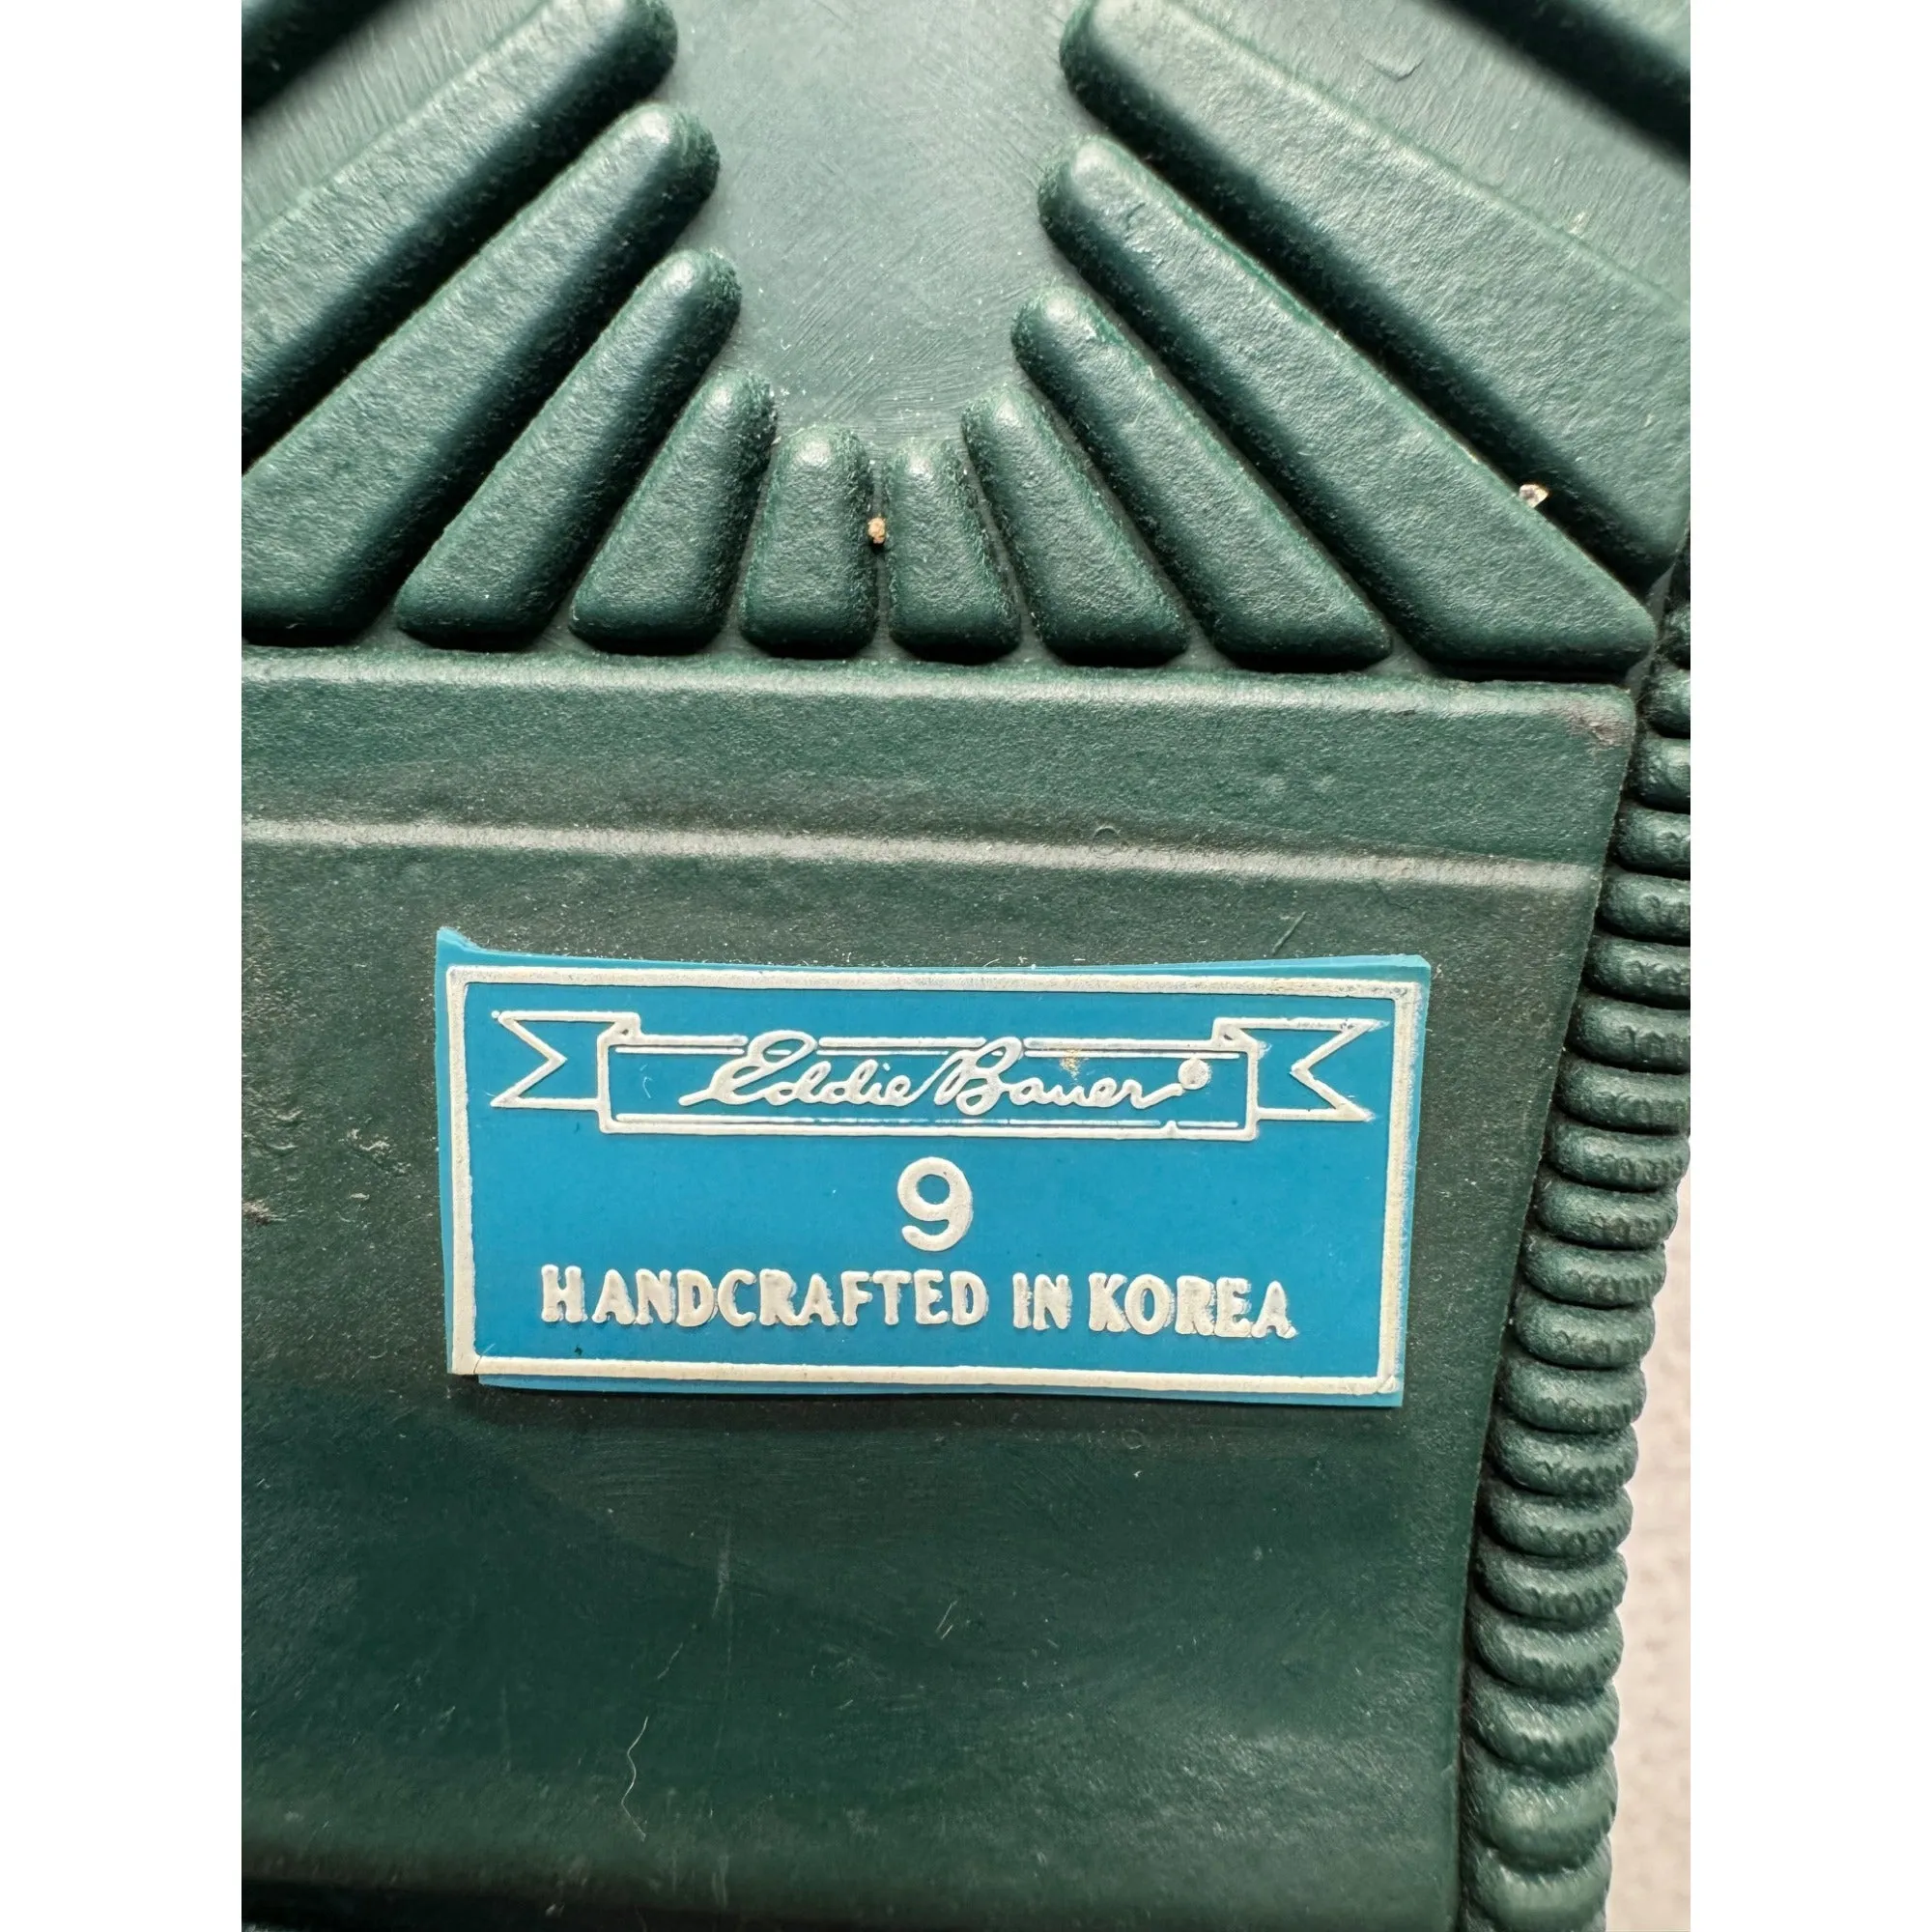 Eddie Bauer
9
HANDCRAFTED IN KOREA